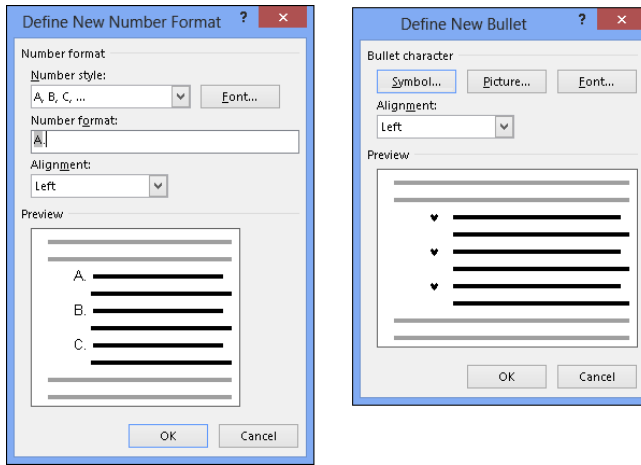 Define New Number Format ? ×
Number format
Number style:
A, B, C, ...
Font...
Number format:
A.
Alignment:
Left
Preview
A.
B.
C.
OK Cancel
Define New Bullet ? ×
Bullet character
Symbol... Picture... Font...
Alignment:
Left
Preview
OK Cancel